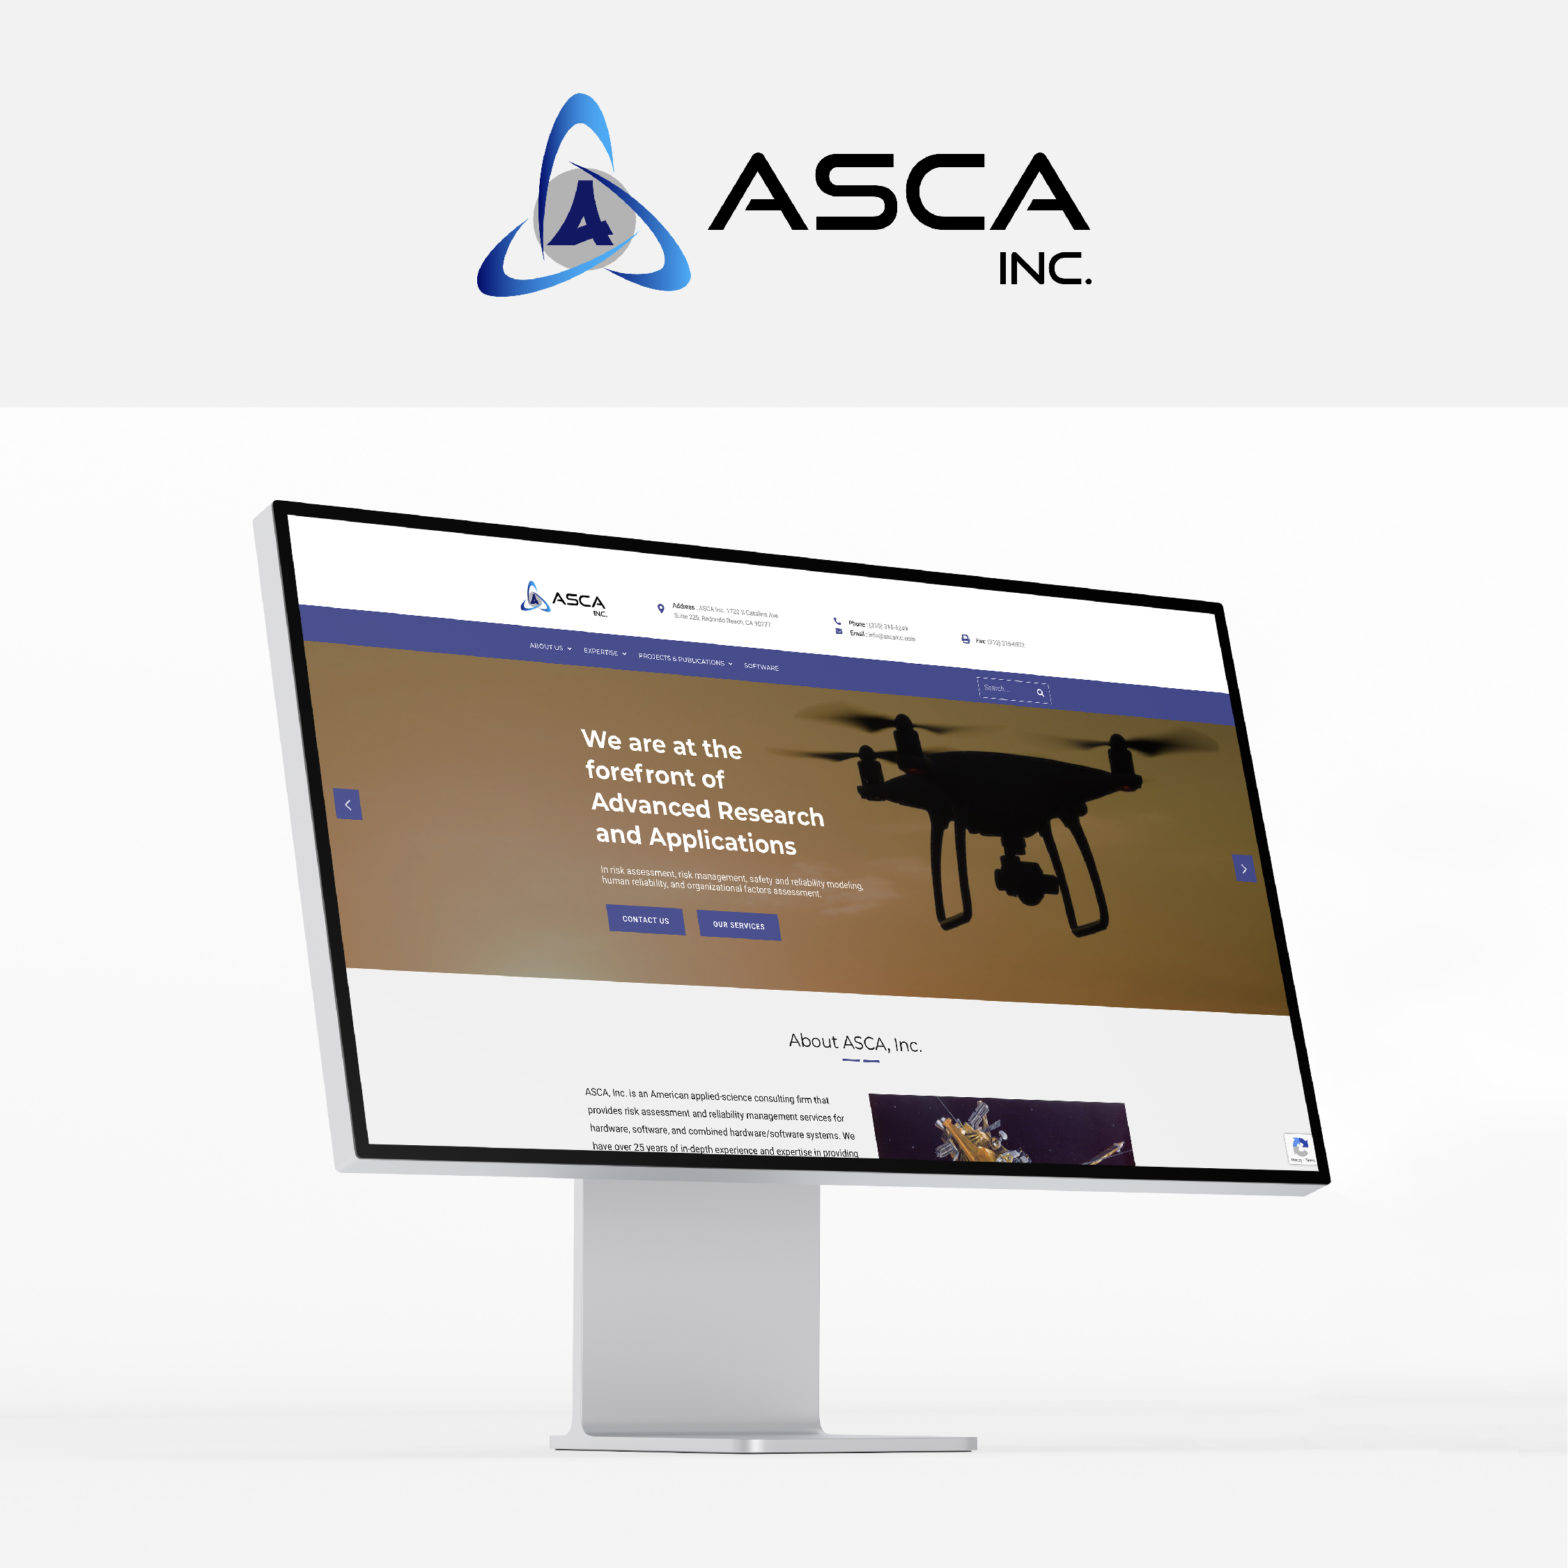 A
ASCA
INC.
ASCA
INC.
Address : ASCA Inc. Catalina Ave
Suite 225, Redondo Beach, CA 90277
Phone : (310)
Email : info@ascainc.com
Fax: (310)
ABOUT US
EXPERTISE
PROJECTS & PUBLICATIONS
SOFTWARE
Search...
We are at the
forefront of
Advanced Research
and Applications
In risk assessment, risk management, safety and reliability modeling,
human reliability, and organizational factors assessment.
CONTACT US
OUR SERVICES
About ASCA, Inc.
ASCA, Inc. is an American applied-science consulting firm that
provides risk assessment and reliability management services for
hardware, software, and combined hardware/software systems. We
have over 25 years of in-depth experience and expertise in providing